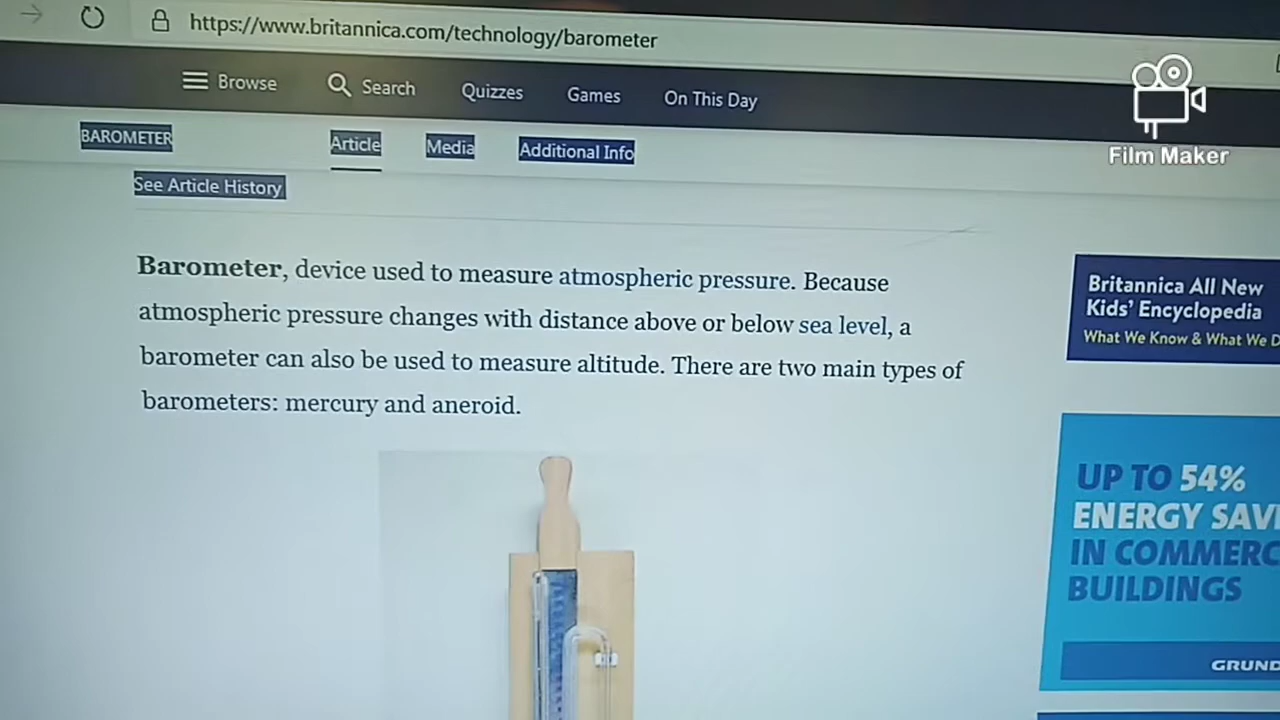 https://www.britannica.com/technology/barometer
Browse
Search
Quizzes
Games
On This Day
Film Maker
BAROMETER
Article
Media
Additional Info
See Article History
Barometer, device used to measure atmospheric pressure. Because
atmospheric pressure changes with distance above or below sea level, a
barometer can also be used to measure altitude. There are two main types of
barometers: mercury and aneroid.
Britannica All New
Kids' Encyclopedia
What We Know & What We D
UP TO 54%
ENERGY SAVI
IN COMMERC
BUILDINGS
GRUND